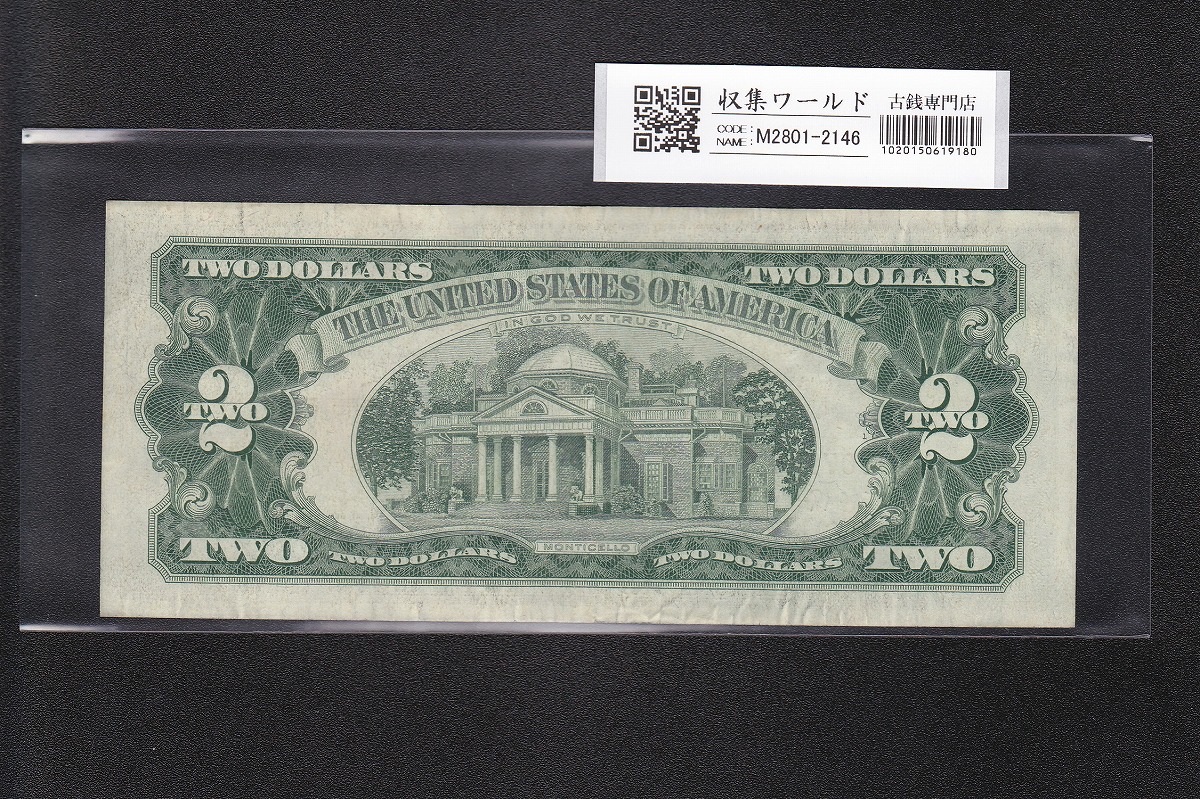 収集ワールド 古銭専門店
CODE:
NAME: M2801-2146
1020150619180
TWO DOLLARS TWO DOLLARS
THE UNITED STATES OF AMERICA
IN GOD WE TRUST
2 2
TWO TWO
MONTICELLO
TWO TWO DOLLARS TWO DOLLARS TWO